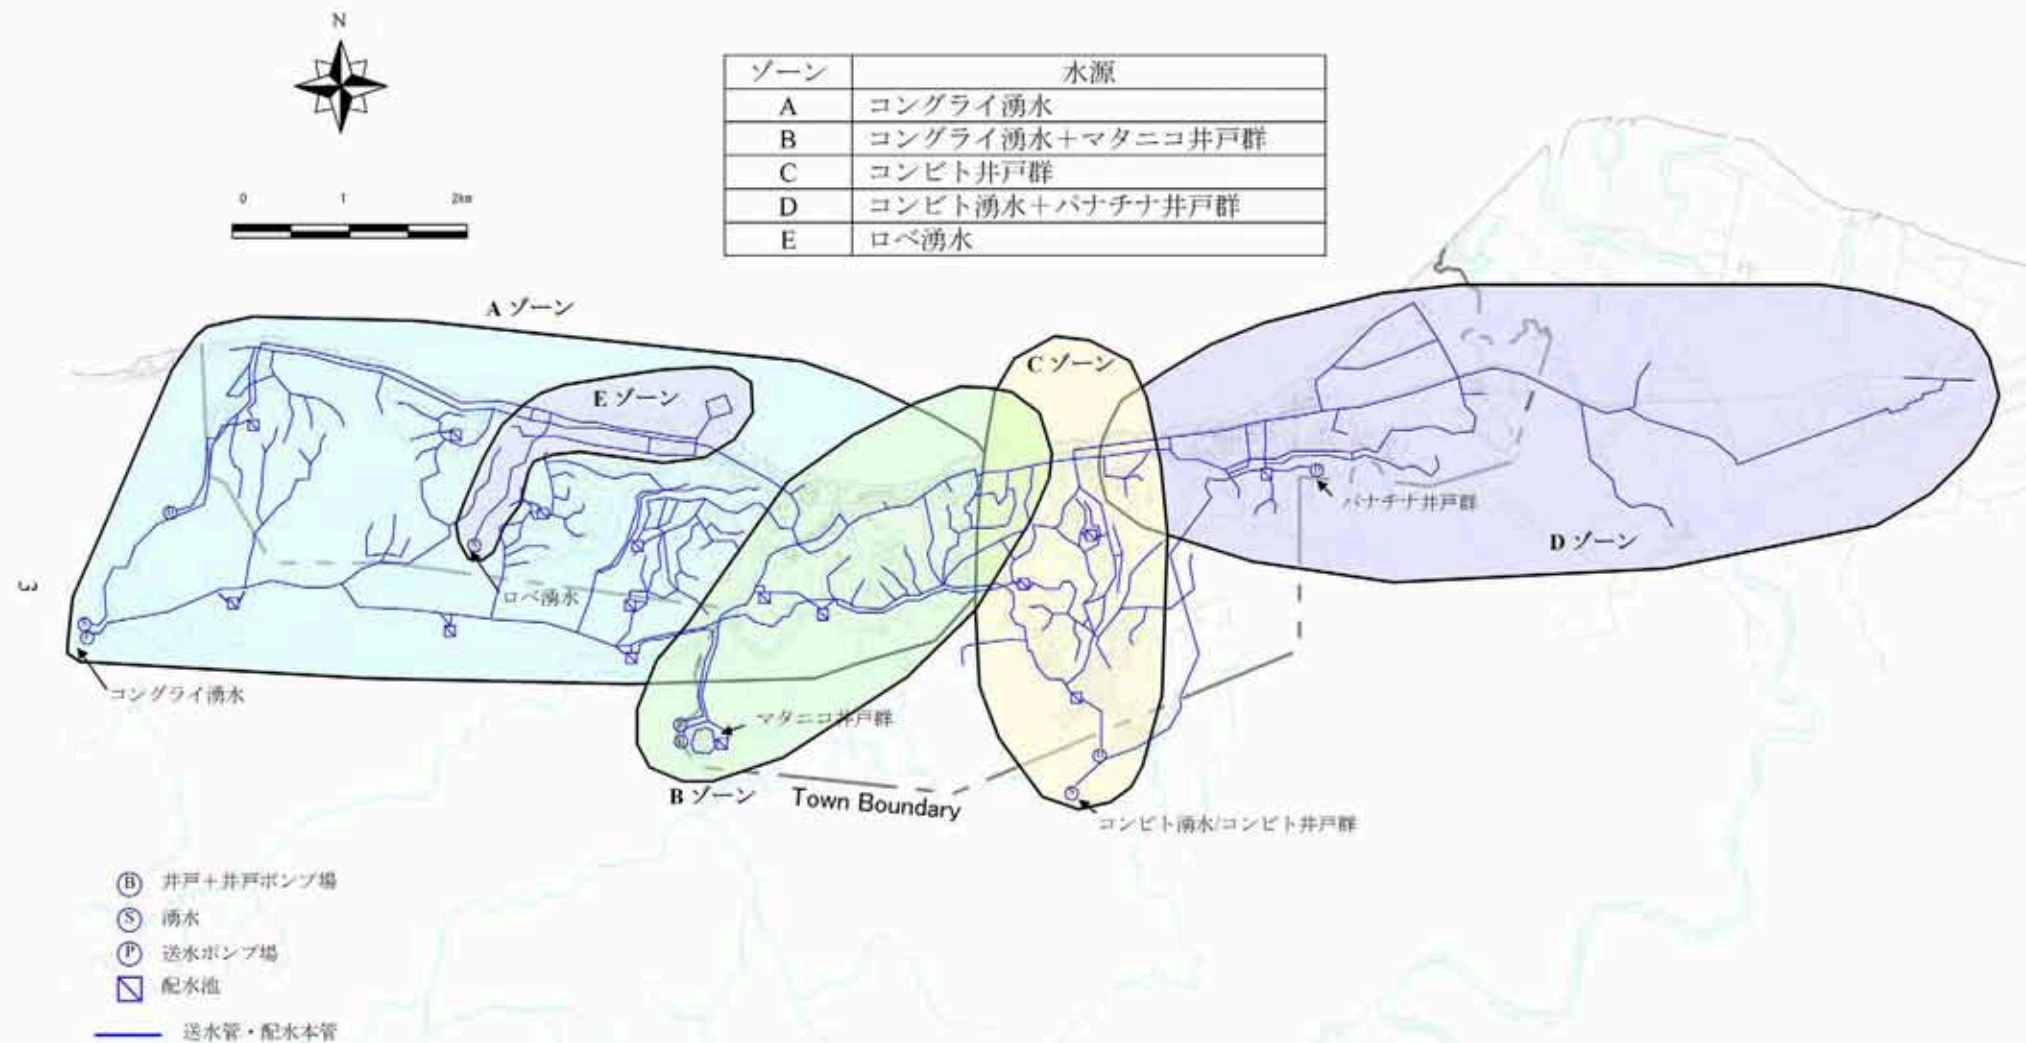 N
0 1 2km
ゾーン 水源
A コングライ湧水
B コングライ湧水＋マタニコ井戸群
C コンビト井戸群
D コンビト湧水＋パナチナ井戸群
E ロベ湧水
A ゾーン
C ゾーン
E ゾーン
パナチナ井戸群
D ゾーン
3
ロベ湧水
コングライ湧水
マタニコ井戸群
B ゾーン
Town Boundary
コンビト湧水/コンビト井戸群
B 井戸＋井戸ポンプ場
S 湧水
P 送水ポンプ場
配水池
送水管・配水本管